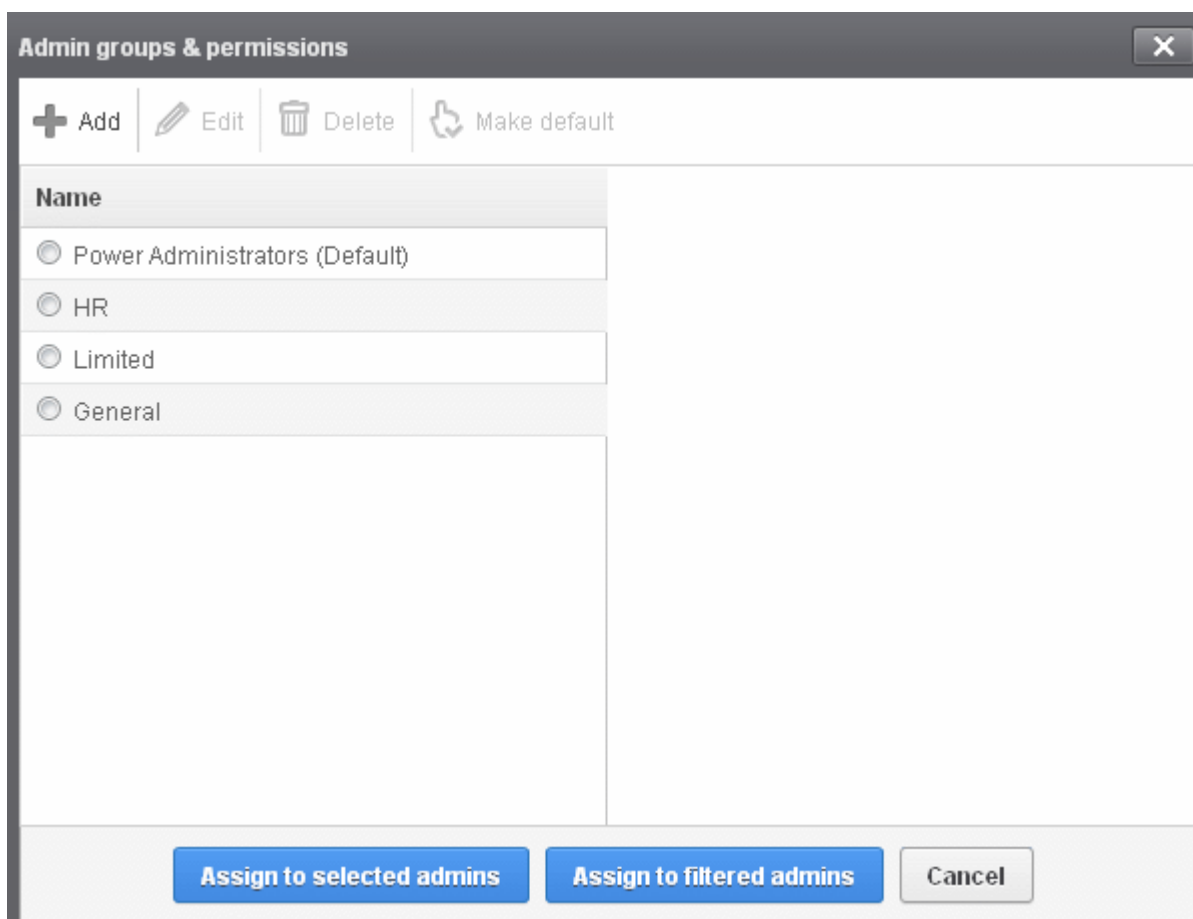 Admin groups & permissions
Add Edit Delete Make default
Name
Power Administrators (Default)
HR
Limited
General
Assign to selected admins Assign to filtered admins Cancel